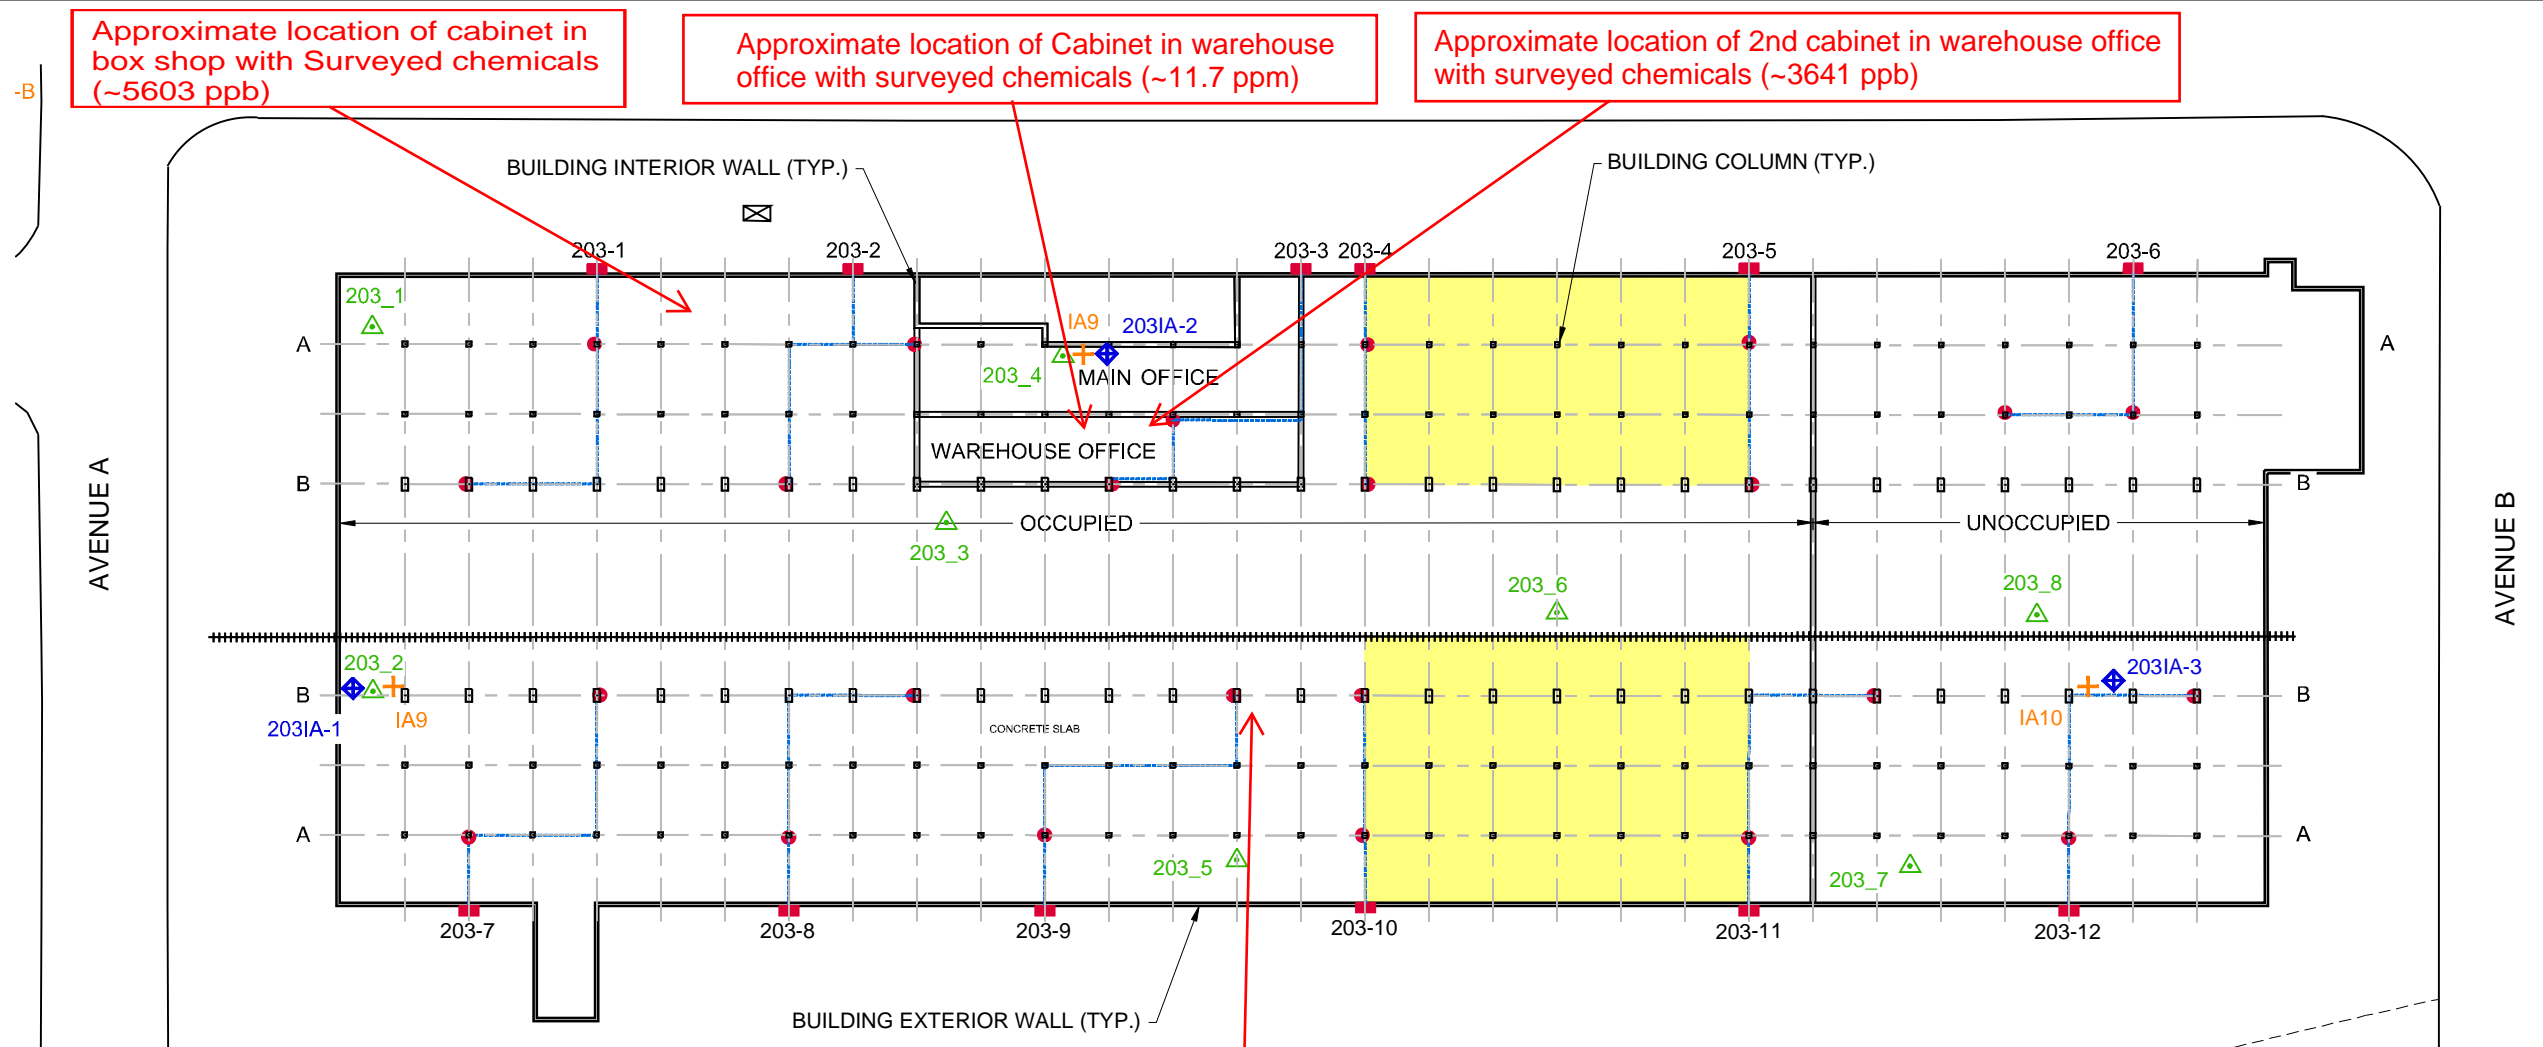 Approximate location of cabinet in
box shop with Surveyed chemicals
(~5603 ppb)
Approximate location of Cabinet in warehouse
office with surveyed chemicals (~11.7 ppm)
Approximate location of 2nd cabinet in warehouse office
with surveyed chemicals (~3641 ppb)
-B
BUILDING INTERIOR WALL (TYP.)
BUILDING COLUMN (TYP.)
203-1
203-2
203-3
203-4
203-5
203-6
203_1
IA9
203IA-2
A
A
203_4
MAIN OFFICE
WAREHOUSE OFFICE
B
B
AVENUE A
AVENUE B
OCCUPIED
UNOCCUPIED
203_3
203_6
203_8
203_2
203IA-3
B
B
203IA-1
IA9
CONCRETE SLAB
IA10
A
A
203_5
203_7
203-7
203-8
203-9
203-10
203-11
203-12
BUILDING EXTERIOR WALL (TYP.)